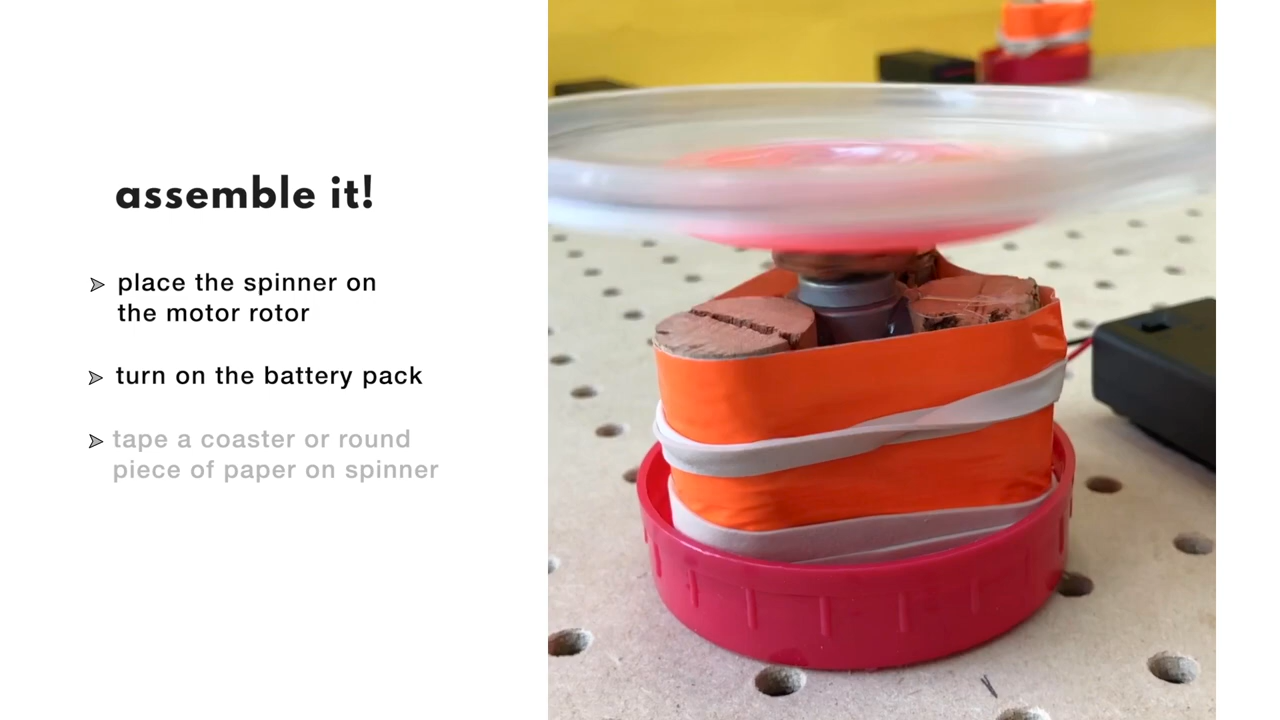 assemble it!
place the spinner on
the motor rotor
turn on the battery pack
tape a coaster or round
piece of paper on spinner